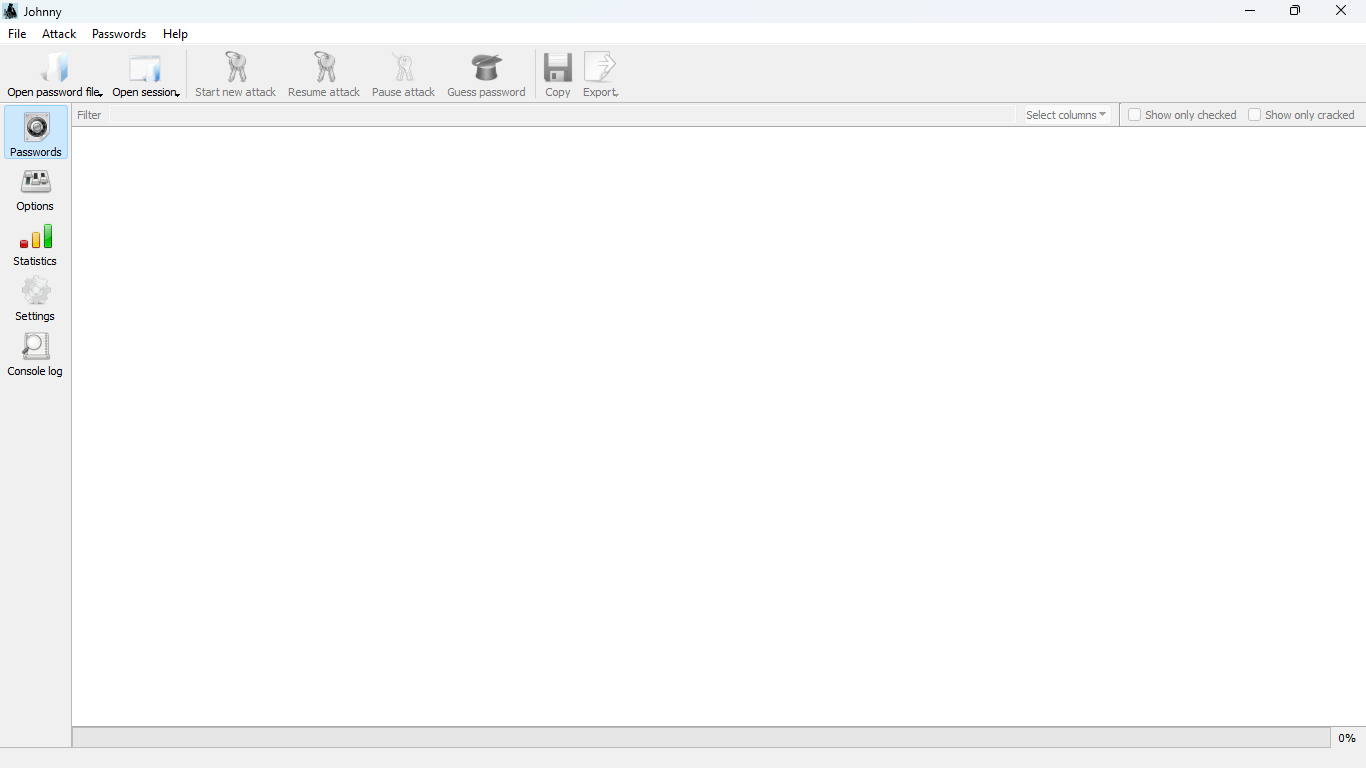 Johnny
File Attack Passwords Help
Open password file Open session Start new attack Resume attack Pause attack Guess password Copy Export
Filter Select columns Show only checked Show only cracked
Passwords
Options
Statistics
Settings
Console log
0%